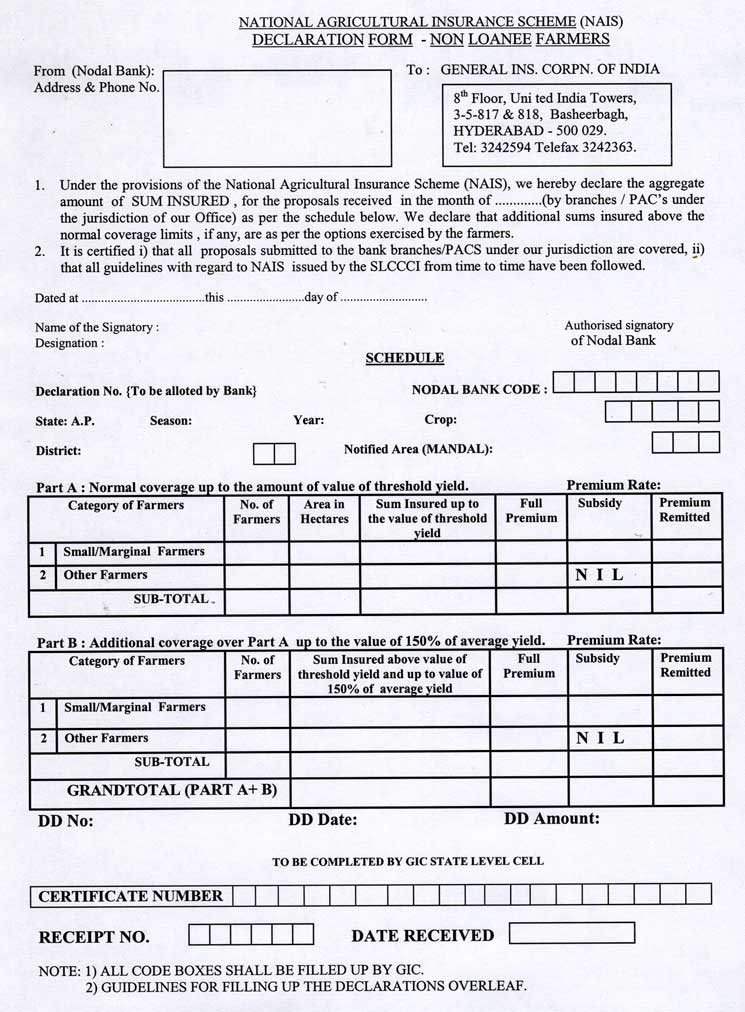 NATIONAL AGRICULTURAL INSURANCE SCHEME (NAIS)
DECLARATION FORM - NON LOANEE FARMERS
From (Nodal Bank):
Address & Phone No.
To : GENERAL INS. CORPN. OF INDIA
8th Floor, Uni ted India Towers,
3-5-817 & 818, Basheerbagh,
HYDERABAD - 500 029.
Tel: 3242594 Telefax 3242363.
1. Under the provisions of the National Agricultural Insurance Scheme (NAIS), we hereby declare the aggregate
amount of SUM INSURED , for the proposals received in the month of .............(by branches / PAC's under
the jurisdiction of our Office) as per the schedule below. We declare that additional sums insured above the
normal coverage limits , if any, are as per the options exercised by the farmers.
2. It is certified i) that all proposals submitted to the bank branches/PACS under our jurisdiction are covered, ii)
that all guidelines with regard to NAIS issued by the SLCCCI from time to time have been followed.
Dated at ........................................this .........................day of ............................
Name of the Signatory :
Designation :
Authorised signatory
of Nodal Bank
SCHEDULE
Declaration No. {To be alloted by Bank} NODAL BANK CODE :
State: A.P. Season: Year: Crop:
District: Notified Area (MANDAL):
Part A : Normal coverage up to the amount of value of threshold yield. Premium Rate:
Category of Farmers No. of Area in Sum Insured up to Full Subsidy Premium
Farmers Hectares the value of threshold Premium Remitted
yield
1 Small/Marginal Farmers
2 Other Farmers N I L
SUB-TOTAL
Part B : Additional coverage over Part A up to the value of 150% of average yield. Premium Rate:
Category of Farmers No. of Sum Insured above value of Full Subsidy Premium
Farmers threshold yield and up to value of Premium Remitted
150% of average yield
1 Small/Marginal Farmers
2 Other Farmers N I L
SUB-TOTAL
GRANDTOTAL (PART A+ B)
DD No: DD Date: DD Amount:
TO BE COMPLETED BY GIC STATE LEVEL CELL
CERTIFICATE NUMBER
RECEIPT NO. DATE RECEIVED
NOTE: 1) ALL CODE BOXES SHALL BE FILLED UP BY GIC.
2) GUIDELINES FOR FILLING UP THE DECLARATIONS OVERLEAF.